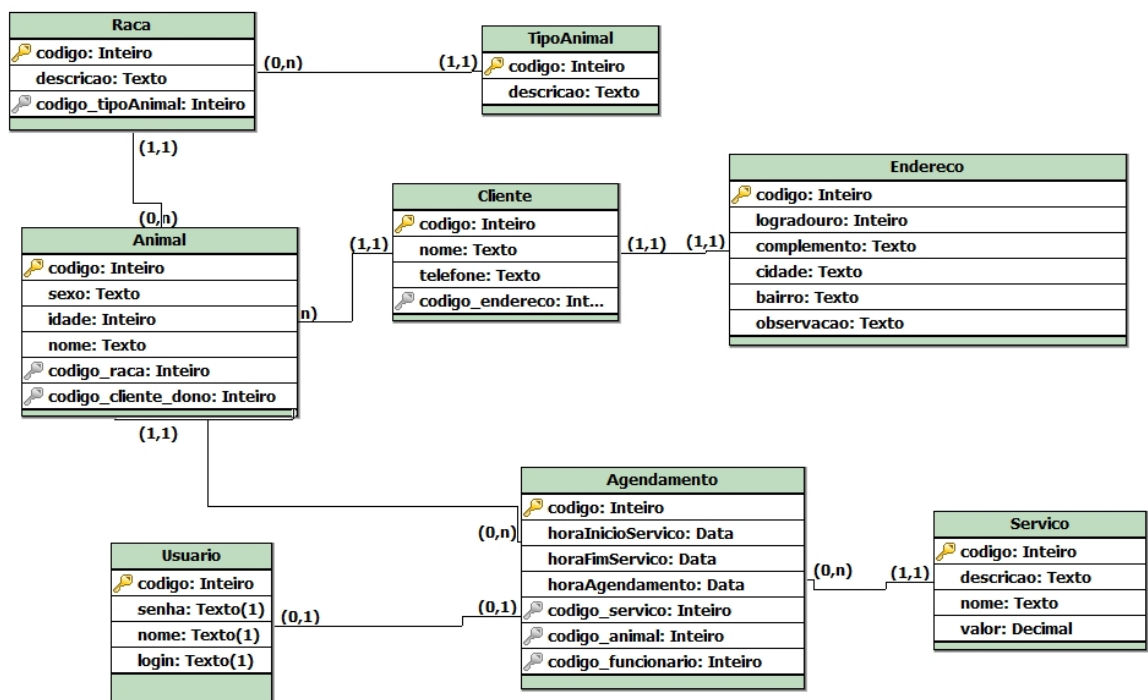 Raca
codigo: Inteiro
descricao: Texto
codigo_tipoAnimal: Inteiro
(0,n)
(1,1)
TipoAnimal
codigo: Inteiro
descricao: Texto
(1,1)
(0,n)
Animal
codigo: Inteiro
sexo: Texto
idade: Inteiro
nome: Texto
codigo_raca: Inteiro
codigo_cliente_dono: Inteiro
n)
(1,1)
Cliente
codigo: Inteiro
nome: Texto
telefone: Texto
codigo_endereco: Int...
(1,1)
(1,1)
Endereco
codigo: Inteiro
logradouro: Inteiro
complemento: Texto
cidade: Texto
bairro: Texto
observacao: Texto
(1,1)
(0,n)
Agendamento
codigo: Inteiro
horaInicioServico: Data
horaFimServico: Data
horaAgendamento: Data
codigo_servico: Inteiro
codigo_animal: Inteiro
codigo_funcionario: Inteiro
Usuario
codigo: Inteiro
senha: Texto(1)
nome: Texto(1)
login: Texto(1)
(0,1)
(0,1)
(0,n)
(1,1)
Servico
codigo: Inteiro
descricao: Texto
nome: Texto
valor: Decimal